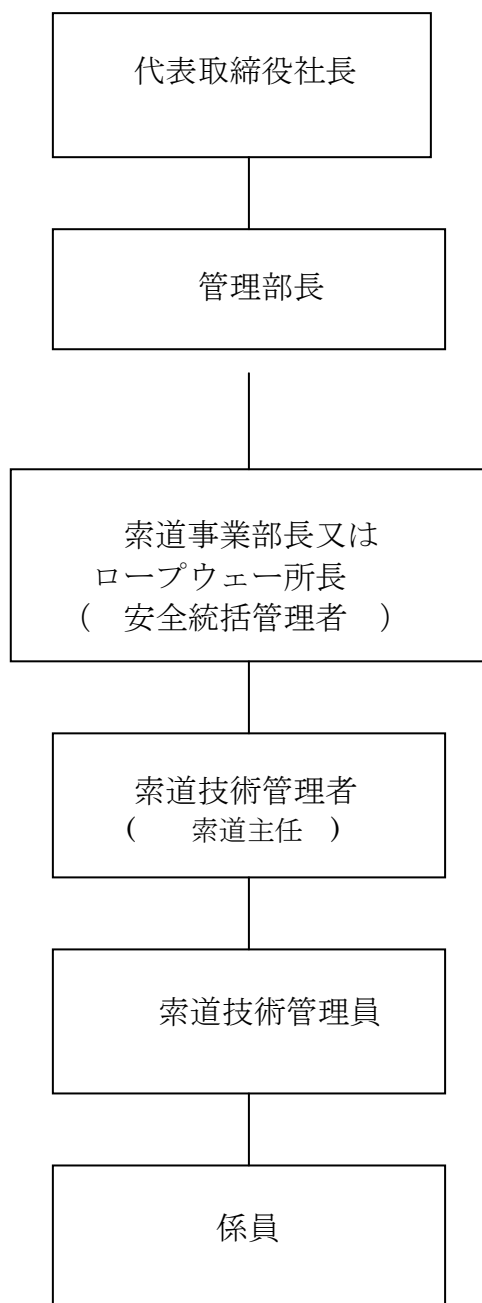 代表取締役社長
管理部長
索道事業部長又は
ロープウェー所長
(　安全統括管理者　)
索道技術管理者
(　索道主任　)
索道技術管理員
係員